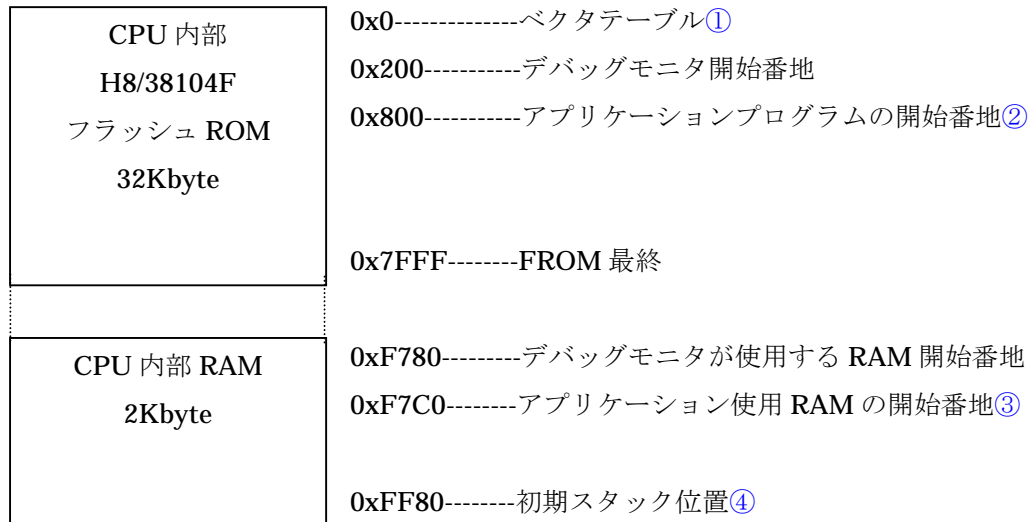 CPU 内部
H8/38104F
フラッシュ ROM
32Kbyte
0x0--------------ベクタテーブル①
0x200-----------デバッグモニタ開始番地
0x800-----------アプリケーションプログラムの開始番地②
0x7FFF--------FROM 最終
CPU 内部 RAM
2Kbyte
0xF780---------デバッグモニタが使用する RAM 開始番地
0xF7C0--------アプリケーション使用 RAM の開始番地③
0xFF80--------初期スタック位置④